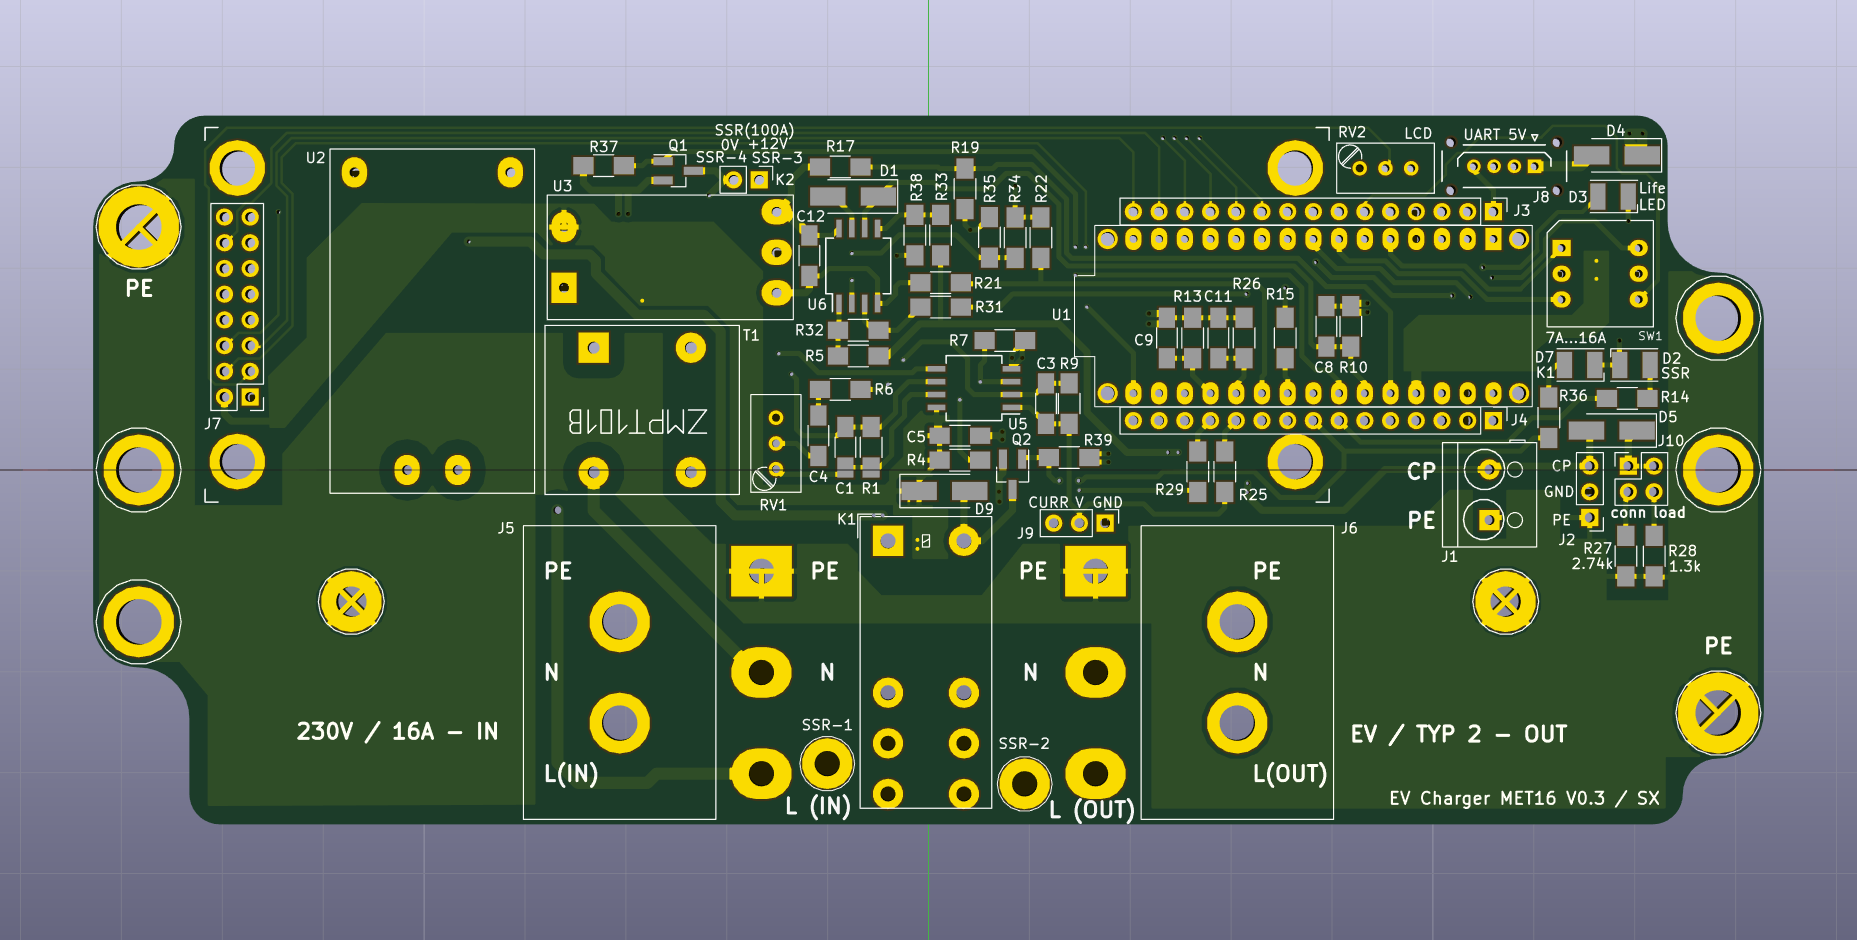 SSR(100A)
0V +12V
SSR-4 SSR-3
R37
Q1
K2
U2
U3
R17
D1
R19
C12
R38
R33
R35
R34
R22
RV2
LCD
UART 5V
D4
J8
D3
Life
LED
J3
PE
U6
R21
R31
R32
R5
U1
R13
C11
R26
R15
C9
C8
R10
7A...16A
SW1
D7
K1
D2
SSR
T1
R7
C3
R9
R6
R36
R14
D5
J7
ZMPT101B
J4
J10
U5
C5
Q2
R4
R39
C4
C1
R1
RV1
R29
R25
CP
CP
GND
PE
PE
conn load
J2
J1
D9
K1
CURR V GND
J9
J5
J6
R27
2.74k
R28
1.3k
PE
PE
PE
PE
PE
N
N
N
N
SSR-1
SSR-2
230V / 16A - IN
EV / TYP 2 - OUT
L(IN)
L(OUT)
L (IN)
L (OUT)
EV Charger MET16 V0.3 / SX